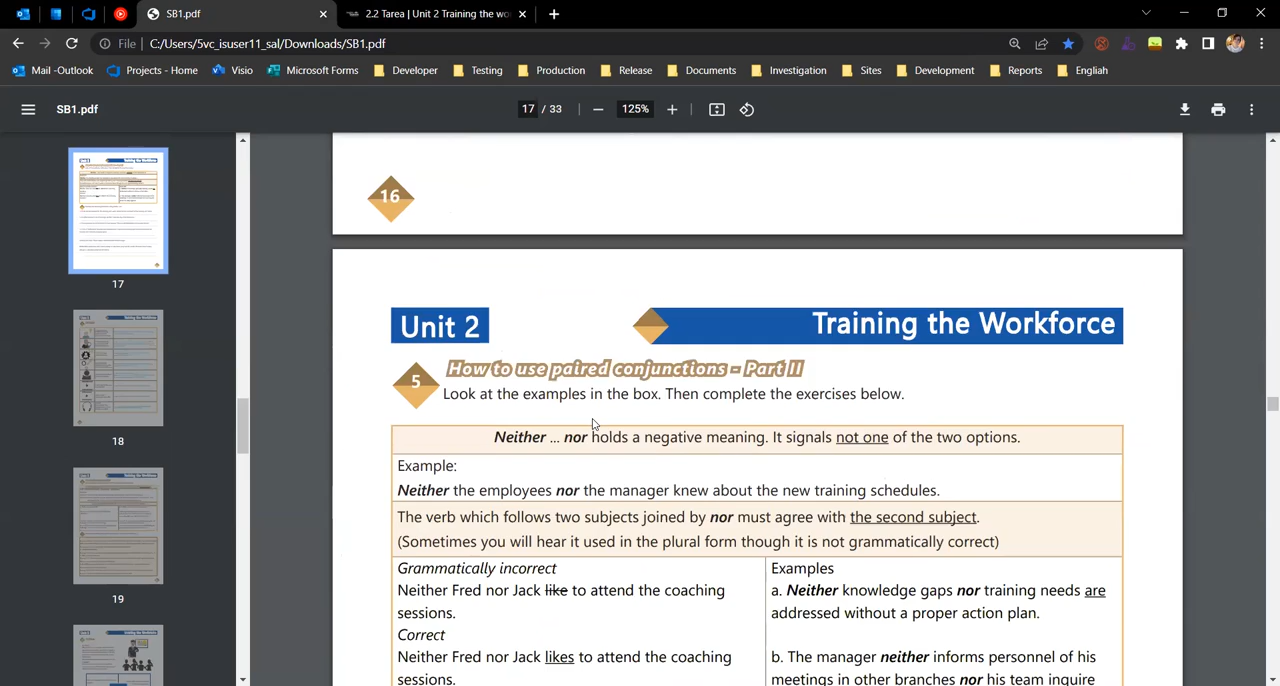 SB1.pdf
2.2 Tarea | Unit 2 Training the wo
File
C:/Users/5vc_isuser11_sal/Downloads/SB1.pdf
Mail -Outlook
Projects - Home
Visio
Microsoft Forms
Developer
Testing
Production
Release
Documents
Investigation
Sites
Development
Reports
English
SB1.pdf
17 / 33
125%
17
18
19
16
Unit 2
Training the Workforce
5
How to use paired conjunctions - Part II
Look at the examples in the box. Then complete the exercises below.
Neither ... nor holds a negative meaning. It signals not one of the two options.
Example:
Neither the employees nor the manager knew about the new training schedules.
The verb which follows two subjects joined by nor must agree with the second subject.
(Sometimes you will hear it used in the plural form though it is not grammatically correct)
Grammatically incorrect
Neither Fred nor Jack like to attend the coaching
sessions.
Correct
Neither Fred nor Jack likes to attend the coaching
sessions.
Examples
a. Neither knowledge gaps nor training needs are
addressed without a proper action plan.
b. The manager neither informs personnel of his
meetings in other branches nor his team inquire